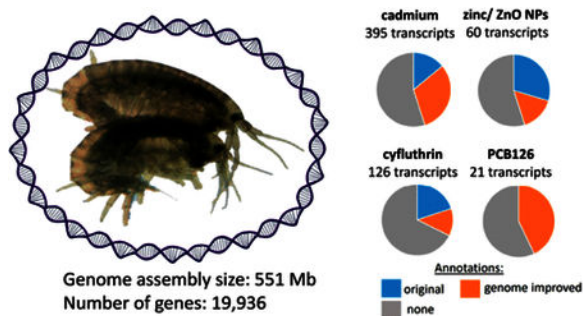 cadmium
395 transcripts
zinc/ ZnO NPs
60 transcripts
cyfluthrin
126 transcripts
PCB126
21 transcripts
Genome assembly size: 551 Mb
Number of genes: 19,936
Annotations:
original
genome improved
none